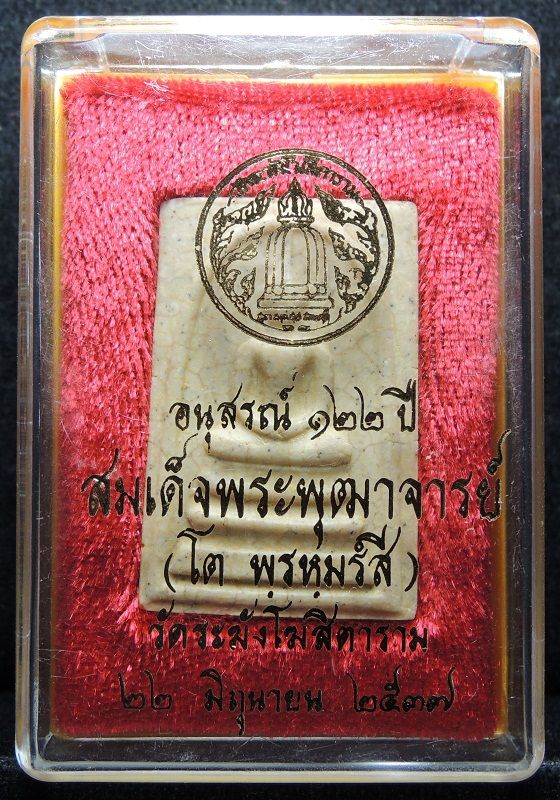 อนุสรณ์ ๑๒๒ ปี
สมเด็จพระพุฒาจารย์
(โต พฺรหฺมรํสี)
วัดระฆังโฆสิตาราม
๒๒ มิถุนายน ๒๕๓๗